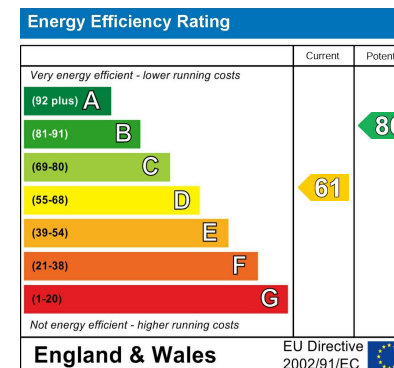 Energy Efficiency Rating
Current Potent
Very energy efficient - lower running costs
(92 plus) A
(81-91) B
(69-80) C
(55-68) D
(39-54) E
(21-38) F
(1-20) G
61
Not energy efficient - higher running costs
England & Wales
EU Directive
2002/91/EC